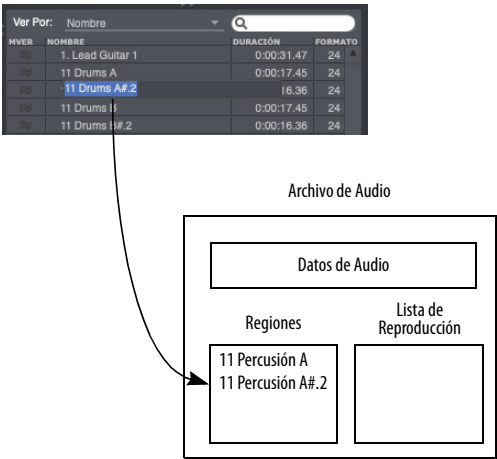 Ver Por: Nombre
MVER NOMBRE DURACIÓN FORMATO
1. Lead Guitar 1 0:00:31.47 24
11 Drums A 0:00:17.45 24
11 Drums A#.2 16.36 24
11 Drums B 0:00:17.45 24
11 Drums B#.2 0:00:16.36 24
Archivo de Audio
Datos de Audio
Regiones
Lista de
Reproducción
11 Percusión A
11 Percusión A#.2